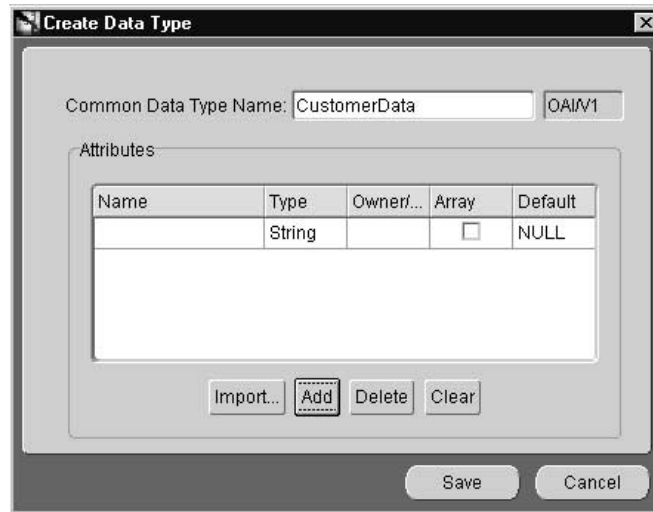 Create Data Type
Common Data Type Name: CustomerData OAI/V1
Attributes
Name Type Owner/... Array Default
String NULL
Import... Add Delete Clear
Save Cancel